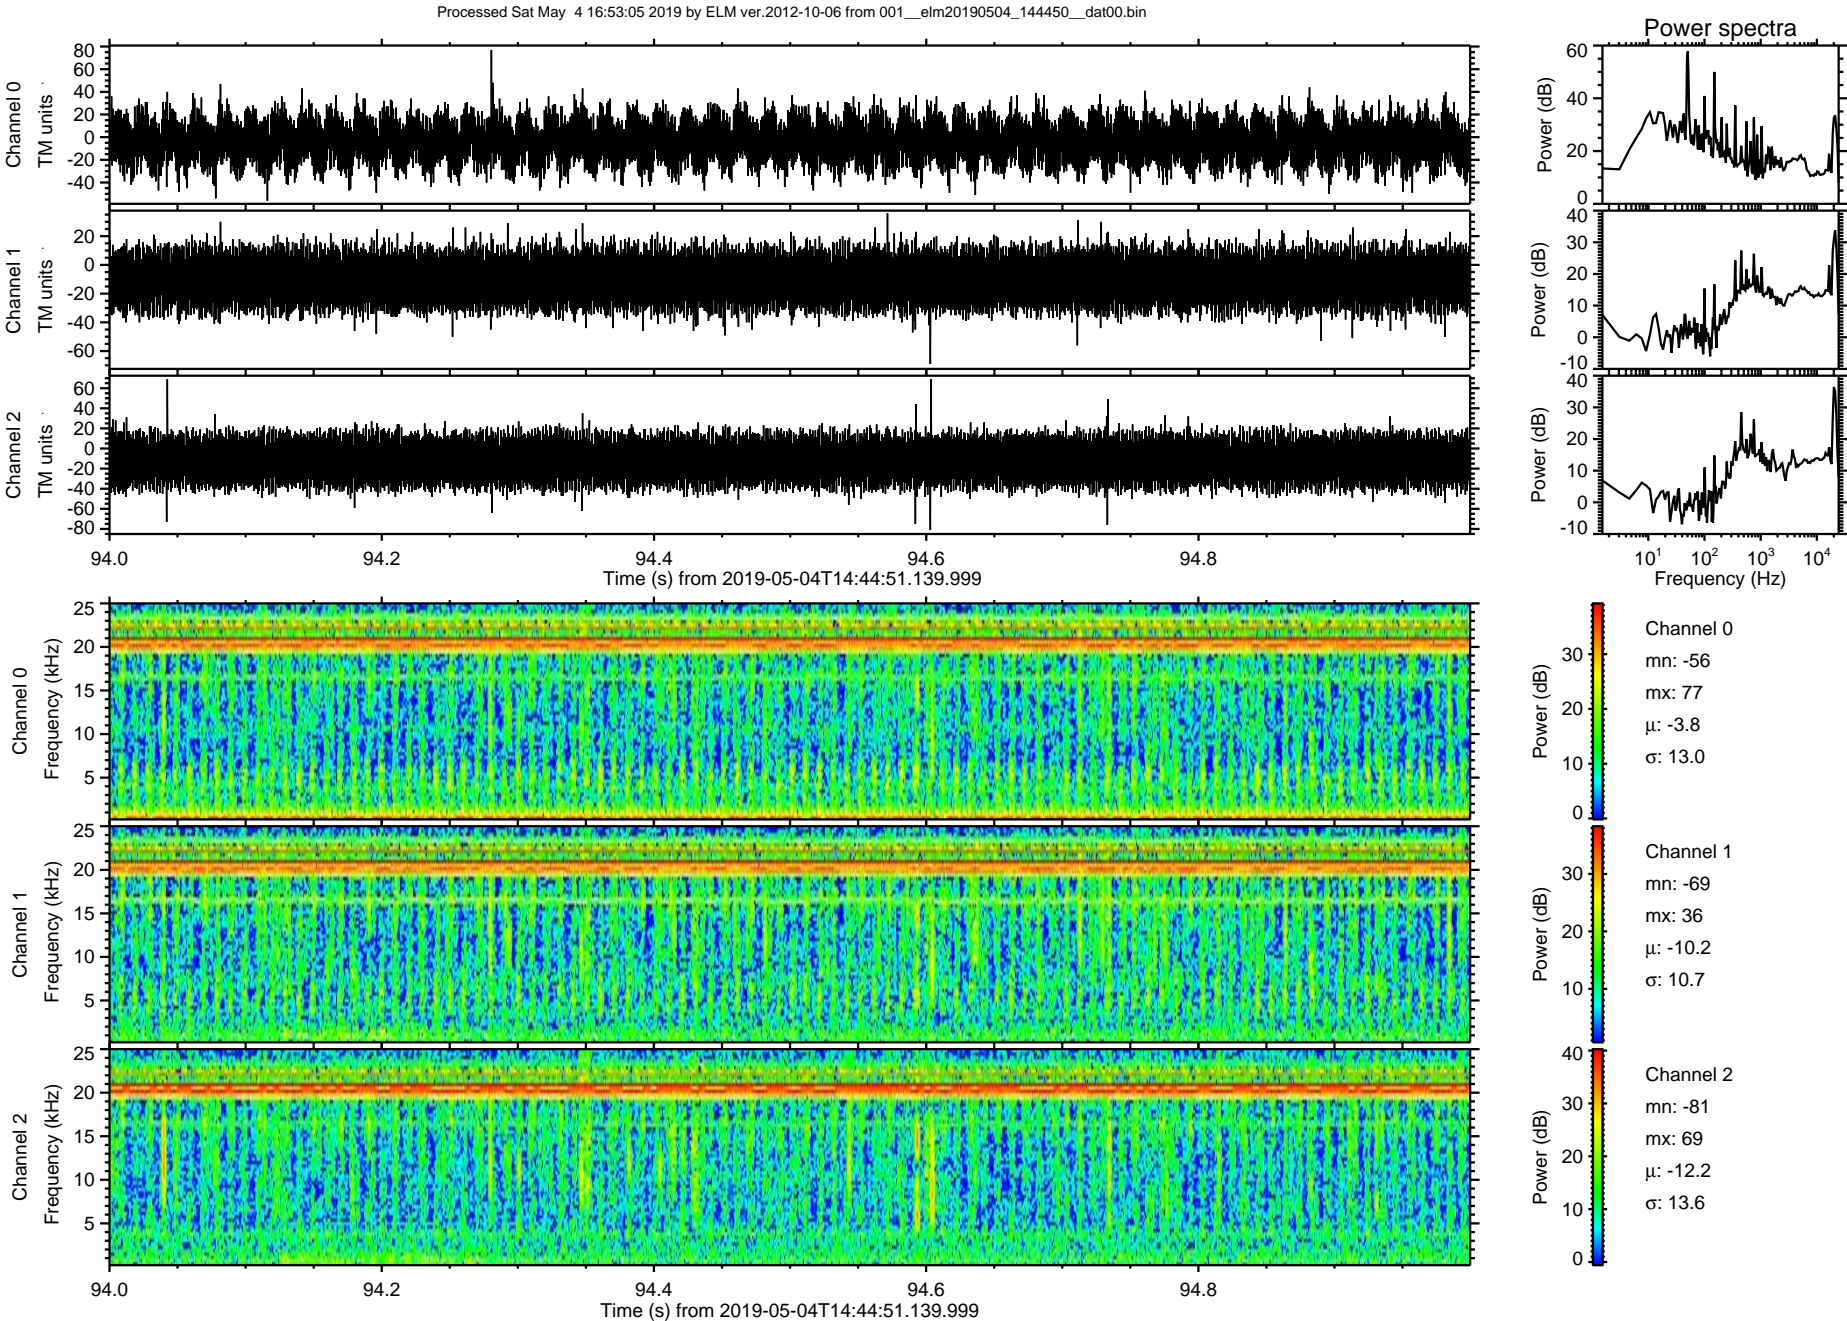 Processed Sat May  4 16:53:05 2019 by ELM ver.2012-10-06 from 001__elm20190504_144450__dat00.bin
Power spectra
Channel 0
TM units
80
60
40
20
0
-20
-40
Power (dB)
60
40
20
0
Channel 1
TM units
20
0
-20
-40
-60
Power (dB)
40
30
20
10
0
-10
Channel 2
TM units
60
40
20
0
-20
-40
-60
-80
Power (dB)
40
30
20
10
0
-10
94.0 94.2 94.4 94.6 94.8
Time (s) from 2019-05-04T14:44:51.139.999
10¹ 10² 10³ 10⁴
Frequency (Hz)
Channel 0
Frequency (kHz)
25
20
15
10
5
Power (dB)
30
20
10
0
Channel 0
mn: -56
mx: 77
μ: -3.8
σ: 13.0
Channel 1
Frequency (kHz)
25
20
15
10
5
Power (dB)
30
20
10
Channel 1
mn: -69
mx: 36
μ: -10.2
σ: 10.7
Channel 2
Frequency (kHz)
25
20
15
10
5
Power (dB)
40
30
20
10
0
Channel 2
mn: -81
mx: 69
μ: -12.2
σ: 13.6
94.0 94.2 94.4 94.6 94.8
Time (s) from 2019-05-04T14:44:51.139.999